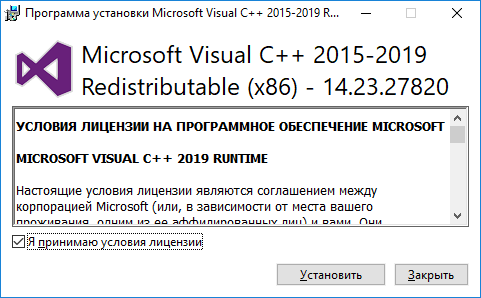 Программа установки Microsoft Visual C++ 2015-2019 R...
Microsoft Visual C++ 2015-2019
Redistributable (x86) - 14.23.27820
УСЛОВИЯ ЛИЦЕНЗИИ НА ПРОГРАММНОЕ ОБЕСПЕЧЕНИЕ MICROSOFT
MICROSOFT VISUAL C++ 2019 RUNTIME
Настоящие условия лицензии являются соглашением между
корпорацией Microsoft (или, в зависимости от места вашего
проживания, одним из ее аффилированных лиц) и вами. Они
Я принимаю условия лицензии
Установить
Закрыть